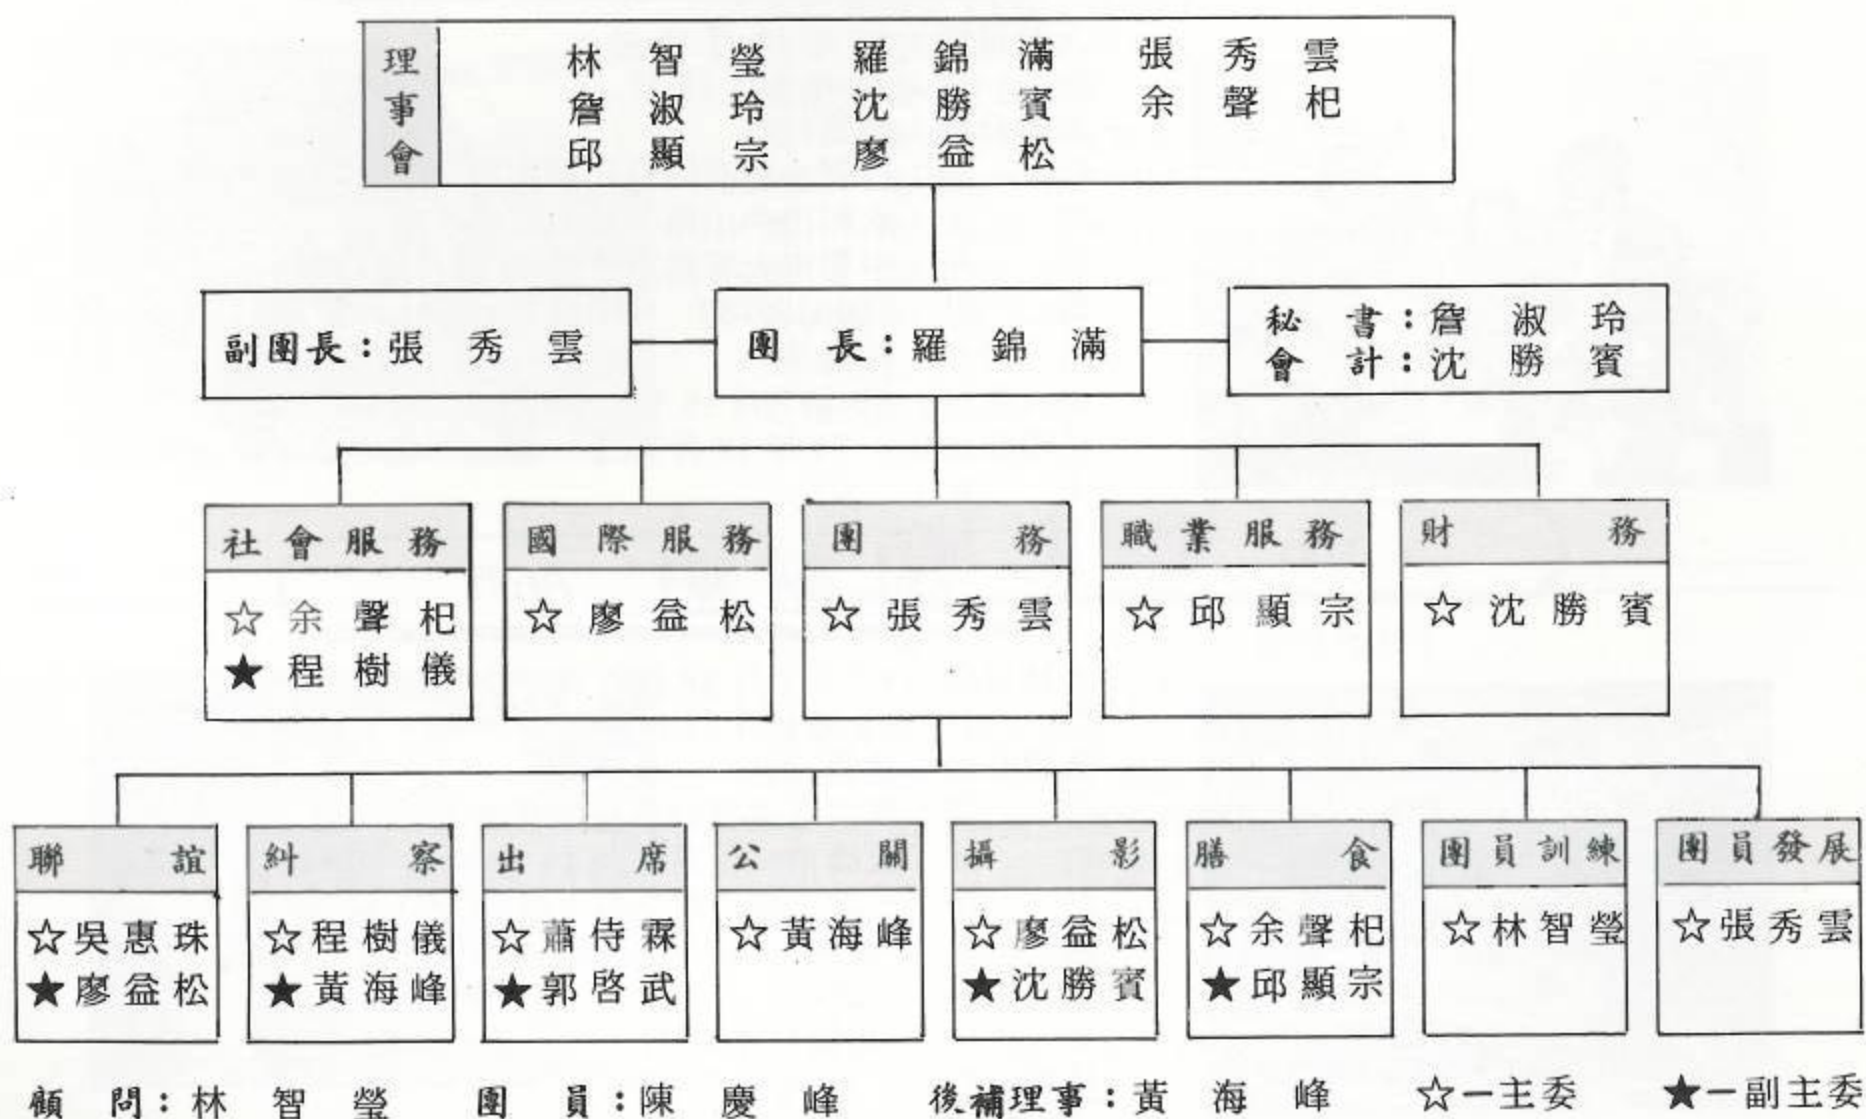 理事會
林智瑩 羅錦滿 張秀雲
詹淑玲 沈勝賓 余聲杞
邱顯宗 廖益松
副團長：張秀雲
團長：羅錦滿
秘書：詹淑玲
會計：沈勝賓
社會服務
☆余聲杞
★程樹儀
國際服務
☆廖益松
團務
☆張秀雲
職業服務
☆邱顯宗
財務
☆沈勝賓
聯誼
☆吳惠珠
★廖益松
糾察
☆程樹儀
★黃海峰
出席
☆蕭侍霖
★郭啓武
公關
☆黃海峰
攝影
☆廖益松
★沈勝賓
膳食
☆余聲杞
★邱顯宗
團員訓練
☆林智瑩
團員發展
☆張秀雲
顧問：林智瑩 團員：陳慶峰 後補理事：黃海峰 ☆—主委 ★—副主委